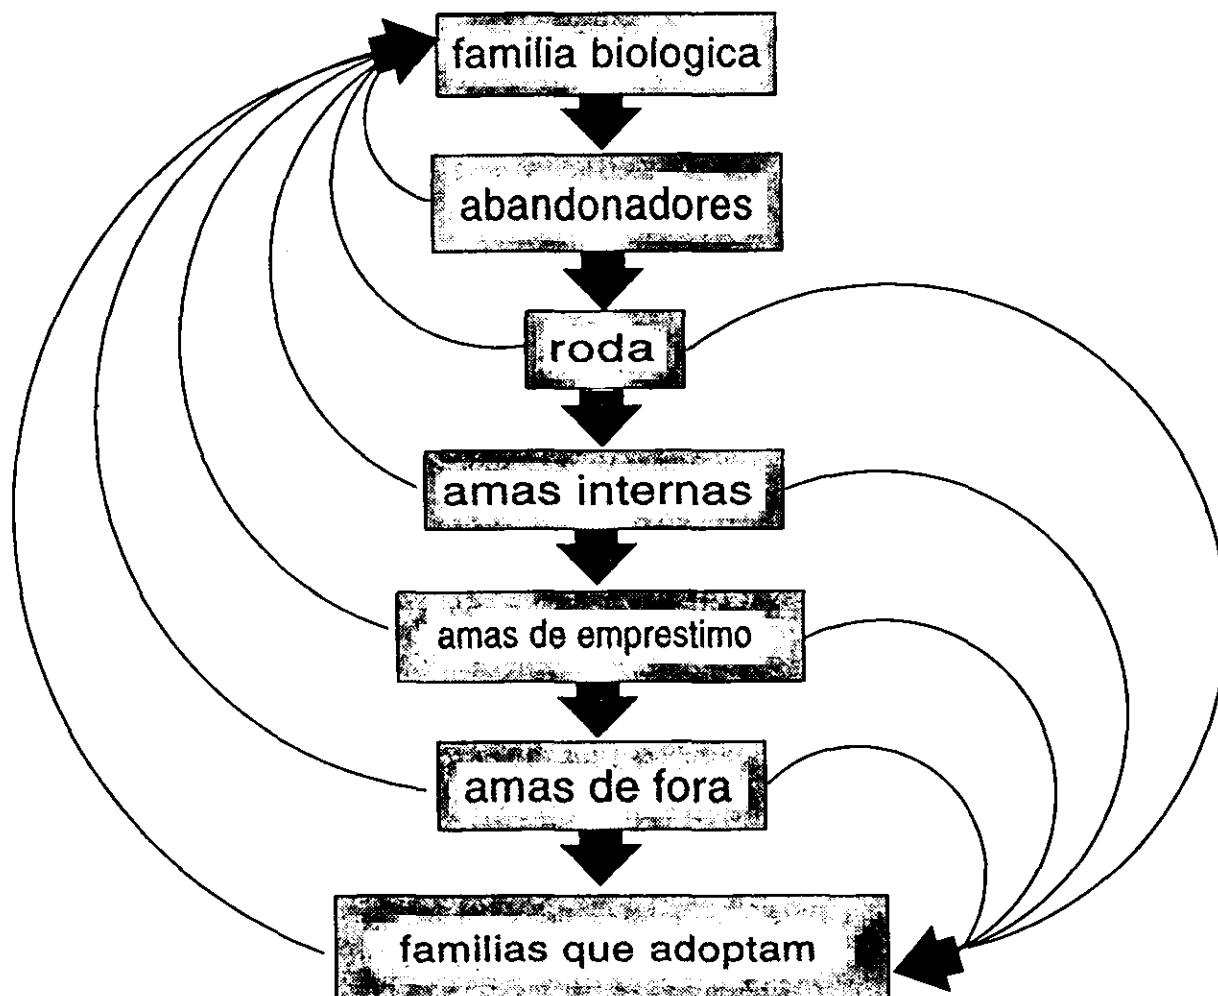 familia biologica
abandonadores
roda
amas internas
amas de emprestimo
amas de fora
familias que adoptam